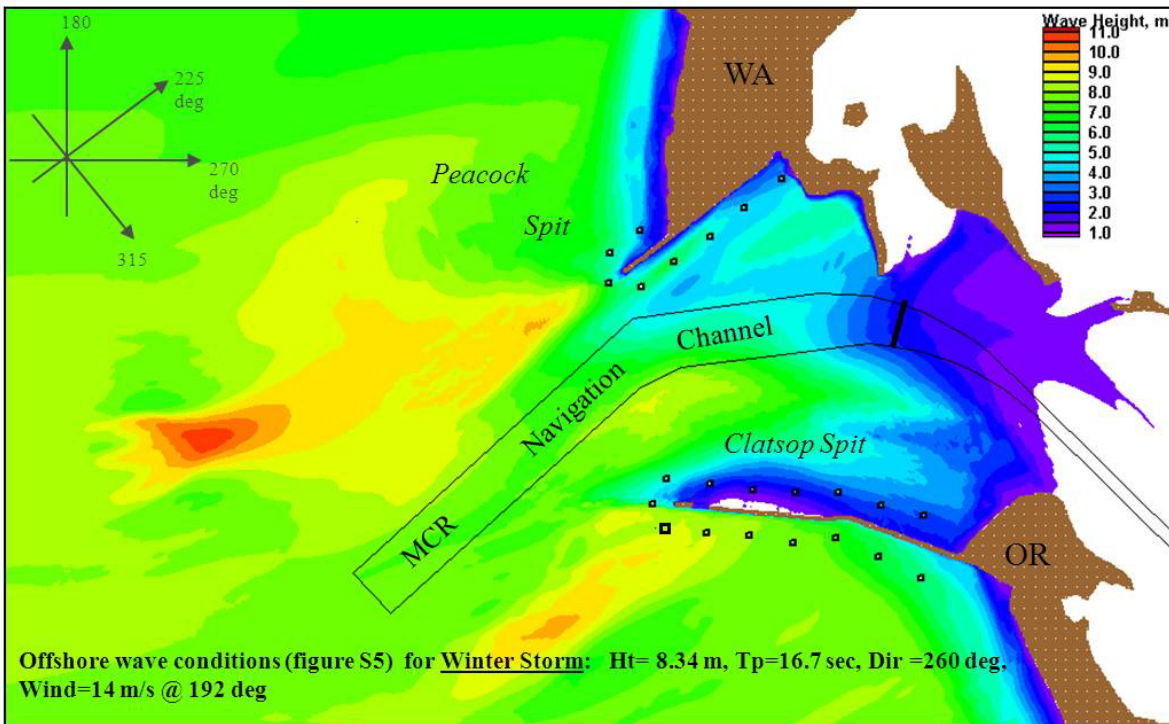 180
225
deg
270
deg
315
Wave Height, m
11.0
10.0
9.0
8.0
7.0
6.0
5.0
4.0
3.0
2.0
1.0
WA
Peacock
Spit
MCR Navigation Channel
Clatsop Spit
OR
Offshore wave conditions (figure S5) for Winter Storm: Ht= 8.34 m, Tp=16.7 sec, Dir =260 deg,
Wind=14 m/s @ 192 deg